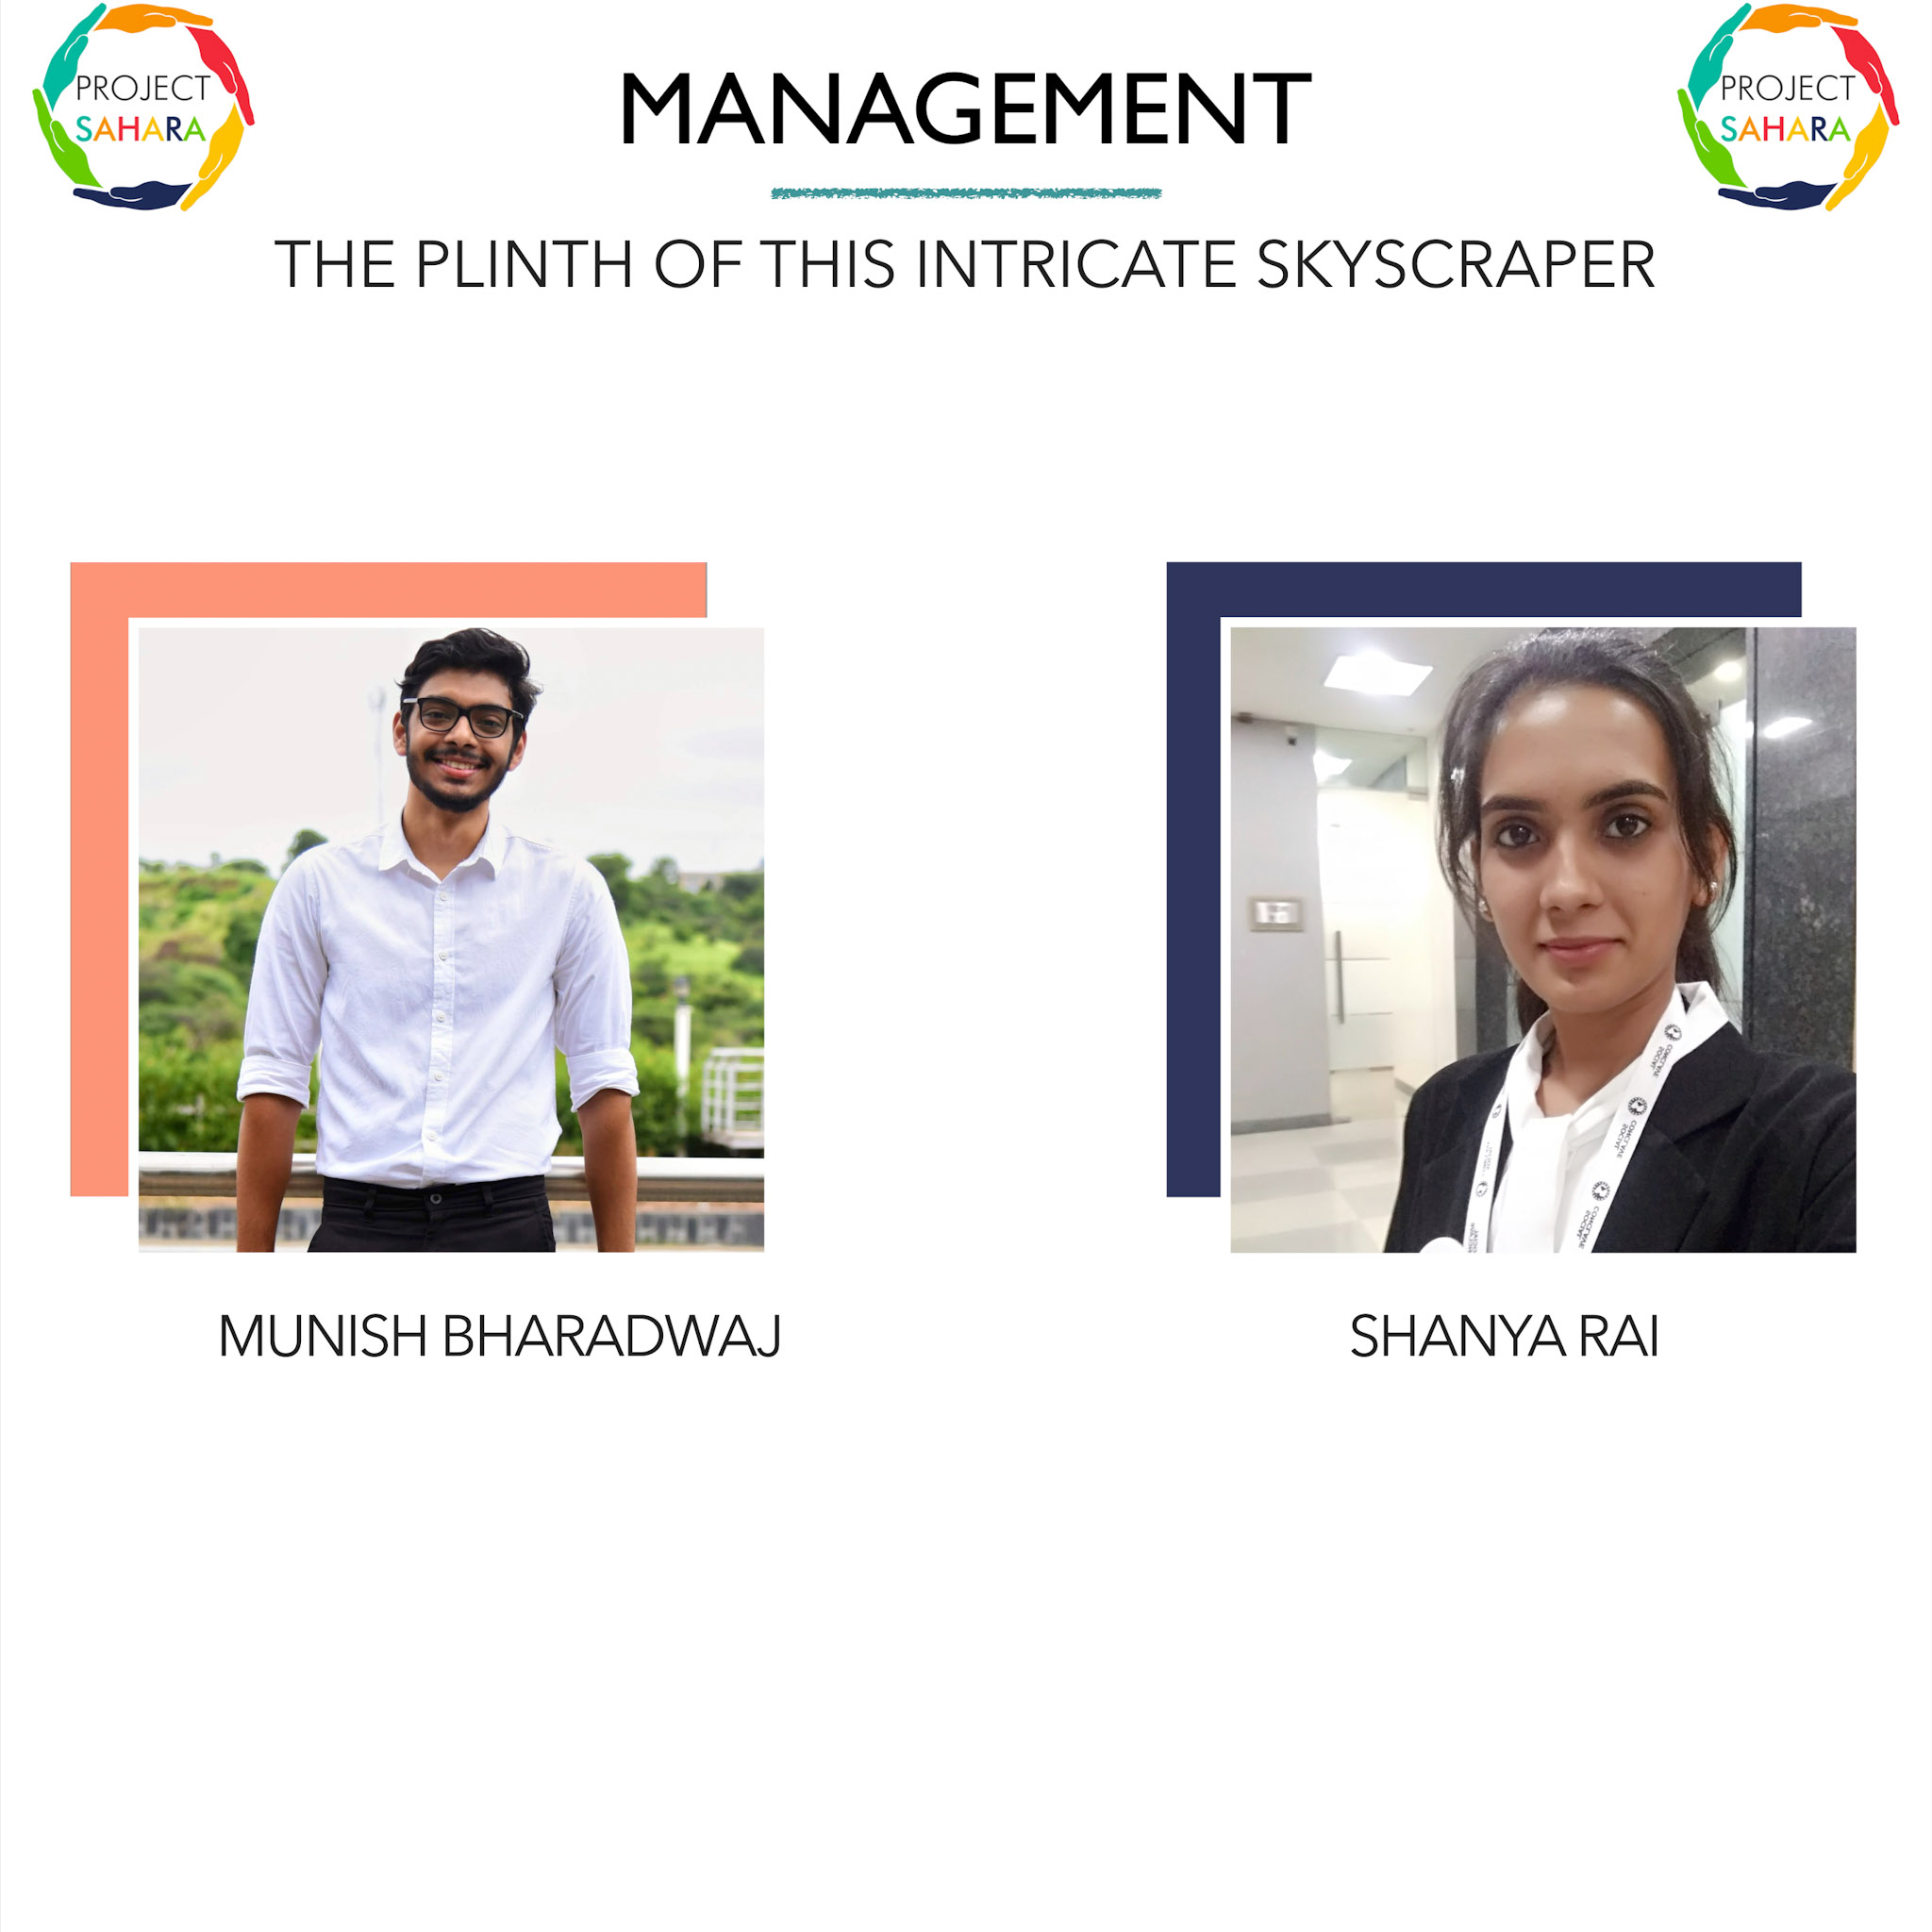 PROJECT
SAHARA
MANAGEMENT
PROJECT
SAHARA
THE PLINTH OF THIS INTRICATE SKYSCRAPER
MUNISH BHARADWAJ
SHANYA RAI